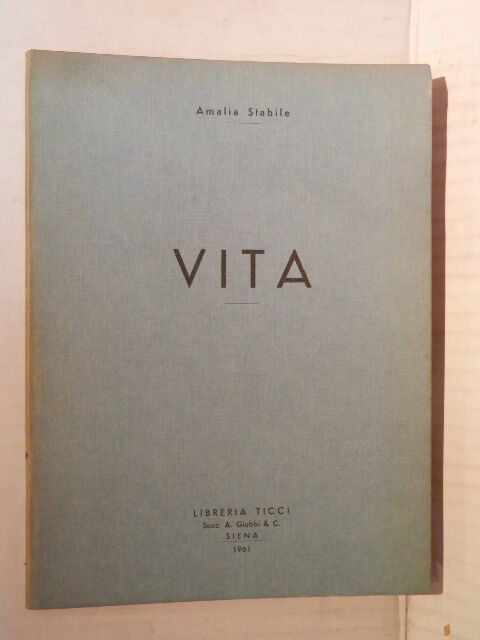 Amalia Stabile
VITA
LIBRERIA TICCI
Succ. A. Giubbi & C.
SIENA
1961